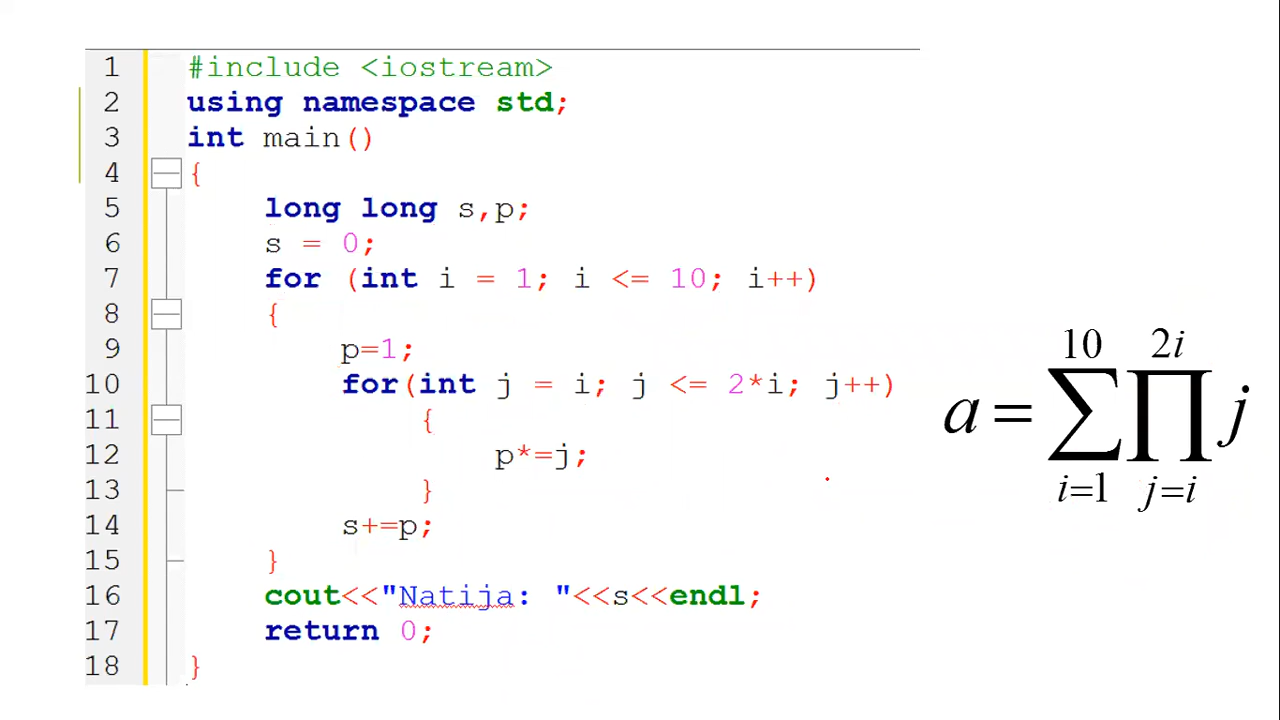 1 #include <iostream>
2 using namespace std;
3 int main()
4 {
5 long long s,p;
6 s = 0;
7 for (int i = 1; i <= 10; i++)
8 {
9 p=1;
10 for(int j = i; j <= 2*i; j++)
11 {
12 p*=j;
13 }
14 s+=p;
15 }
16 cout<<"Natija: "<<s<<endl;
17 return 0;
18 }
10 2i
a = ∑ ∏ j
i=1 j=i